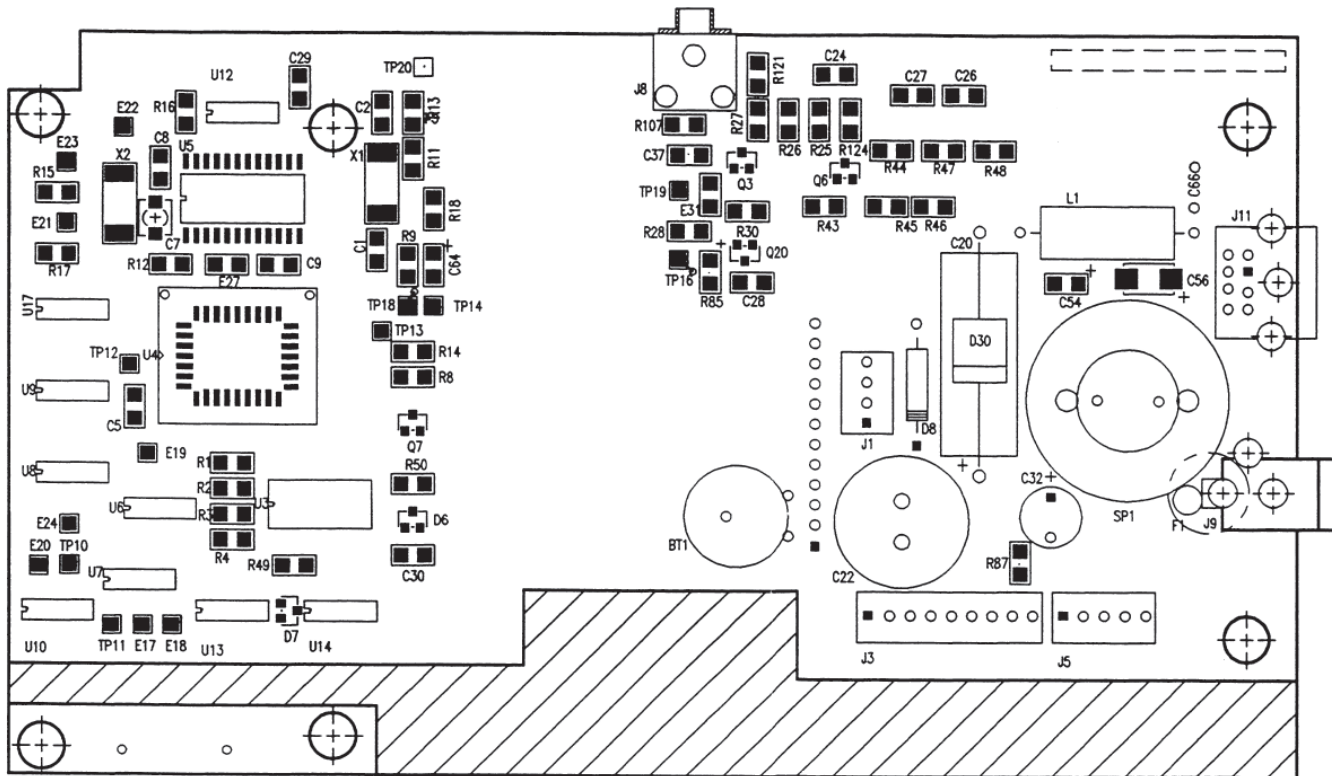 C29
U12
TP20
E22
R16
C2
R13
E23
C8
U5
X2
X1
R11
R15
E21
R18
R17
C7
R12
E27
C9
C1
R9
C64
+
U17
TP18
TP14
TP13
TP12
U4
R14
R8
U9
C5
Q7
E19
U8
R1
R2
R3
R4
U3
U6
R50
D6
E24
E20
TP10
R49
C30
U7
U10
TP11
E17
E18
U13
D7
U14
J8
R121
C24
C27
C26
R107
R27
R26
R25
R124
C37
Q3
Q6
R44
R47
R48
TP19
E31
R43
R45
R46
R28
R30
+
Q20
TP16
R85
C28
L1
C66
J11
C20
C54
+
C56
+
D30
J1
D8
+
C32
+
SP1
F1
J9
BT1
C22
R87
J3
J5